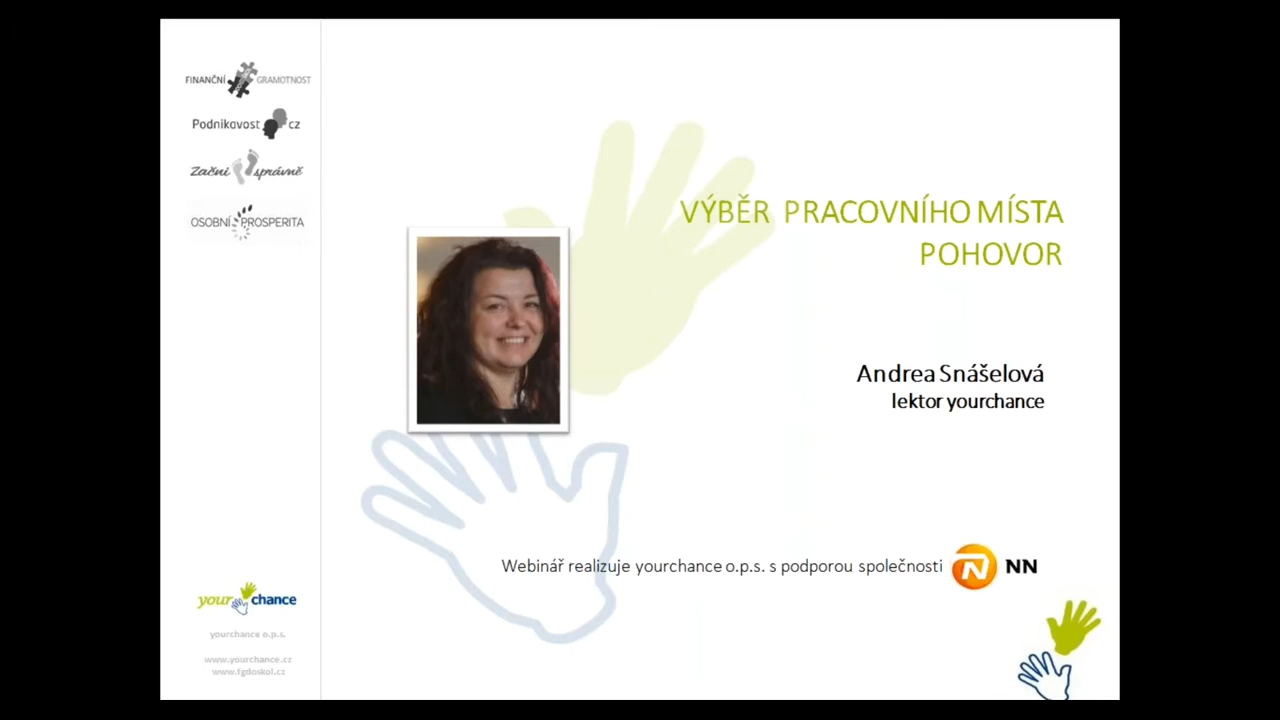 FINANČNÍ GRAMOTNOST
Podnikavost cz
Začni správně
OSOBNÍ PROSPERITA
VÝBĚR PRACOVNÍHO MÍSTA
POHOVOR
Andrea Snášelová
lektor yourchance
Webinář realizuje yourchance o.p.s. s podporou společnosti NN
your chance
yourchance o.p.s.
www.yourchance.cz
www.fgdoskol.cz